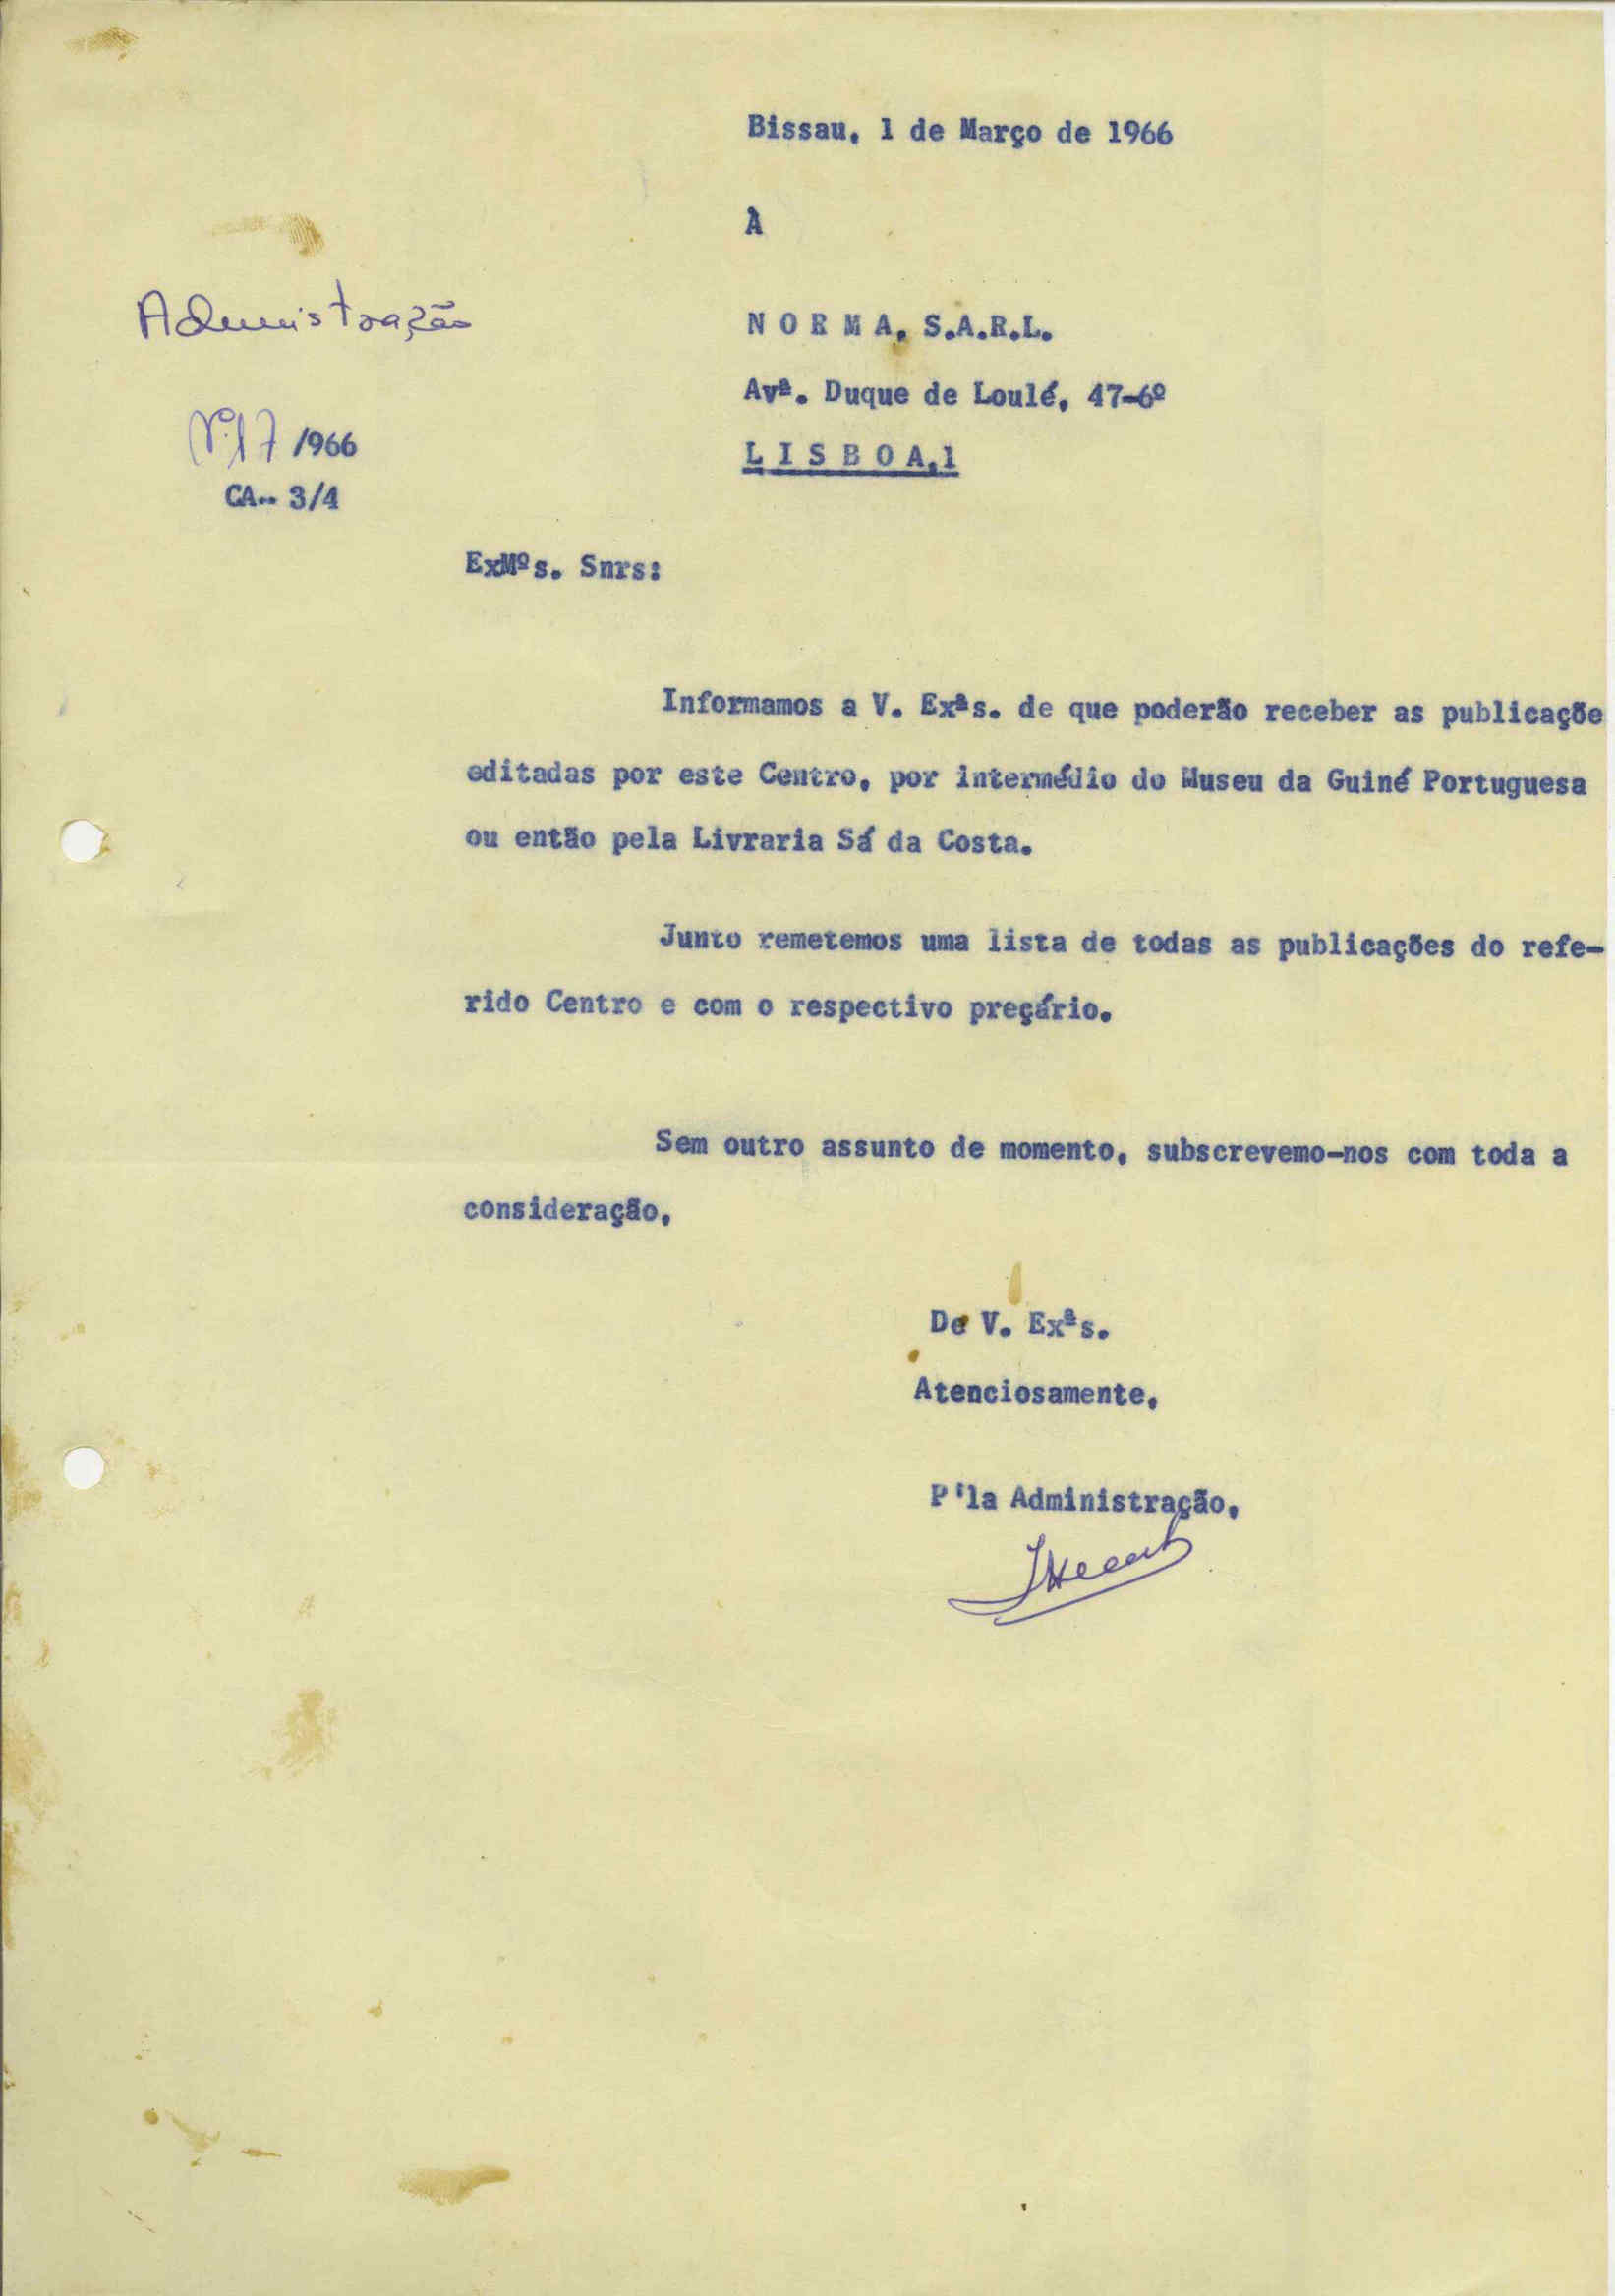 Bissau, 1 de Março de 1966
À
Administração
N O R M A, S.A.R.L.
Avª. Duque de Loulé, 47-6º
Nº.17 /966
L I S B O A,1
CA-- 3/4
ExMºs. Snrs:
Informamos a V. Exªs. de que poderão receber as publicaçõe
editadas por este Centro, por intermédio do Museu da Guiné Portuguesa
ou então pela Livraria Sá da Costa.
Junto remetemos uma lista de todas as publicações do refe-
rido Centro e com o respectivo preçário.
Sem outro assunto de momento, subscrevemo-nos com toda a
consideração,
De V. Exªs.
Atenciosamente,
P'la Administração,